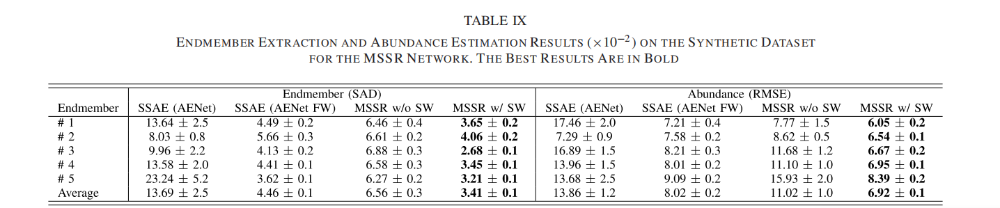 TABLE IX
ENDMEMBER EXTRACTION AND ABUNDANCE ESTIMATION RESULTS (×10−2) ON THE SYNTHETIC DATASET
FOR THE MSSR NETWORK. THE BEST RESULTS ARE IN BOLD
Endmember (SAD) Abundance (RMSE)
Endmember SSAE (AENet) SSAE (AENet FW) MSSR w/o SW MSSR w/ SW SSAE (AENet) SSAE (AENet FW) MSSR w/o SW MSSR w/ SW
# 1 13.64 ± 2.5 4.49 ± 0.2 6.46 ± 0.4 3.65 ± 0.2 17.46 ± 2.0 7.21 ± 0.4 7.77 ± 1.5 6.05 ± 0.2
# 2 8.03 ± 0.8 5.66 ± 0.3 6.61 ± 0.2 4.06 ± 0.2 7.29 ± 0.9 7.58 ± 0.2 8.62 ± 0.5 6.54 ± 0.1
# 3 9.96 ± 2.2 4.13 ± 0.2 6.88 ± 0.3 2.68 ± 0.1 16.89 ± 1.5 8.21 ± 0.3 11.68 ± 1.2 6.67 ± 0.2
# 4 13.58 ± 2.0 4.41 ± 0.1 6.58 ± 0.3 3.45 ± 0.1 13.96 ± 1.5 8.01 ± 0.2 11.10 ± 1.0 6.95 ± 0.1
# 5 23.24 ± 5.2 3.62 ± 0.1 6.27 ± 0.2 3.21 ± 0.1 13.68 ± 2.5 9.09 ± 0.2 15.93 ± 2.0 8.39 ± 0.2
Average 13.69 ± 2.5 4.46 ± 0.1 6.56 ± 0.3 3.41 ± 0.1 13.86 ± 1.2 8.02 ± 0.2 11.02 ± 1.0 6.92 ± 0.1